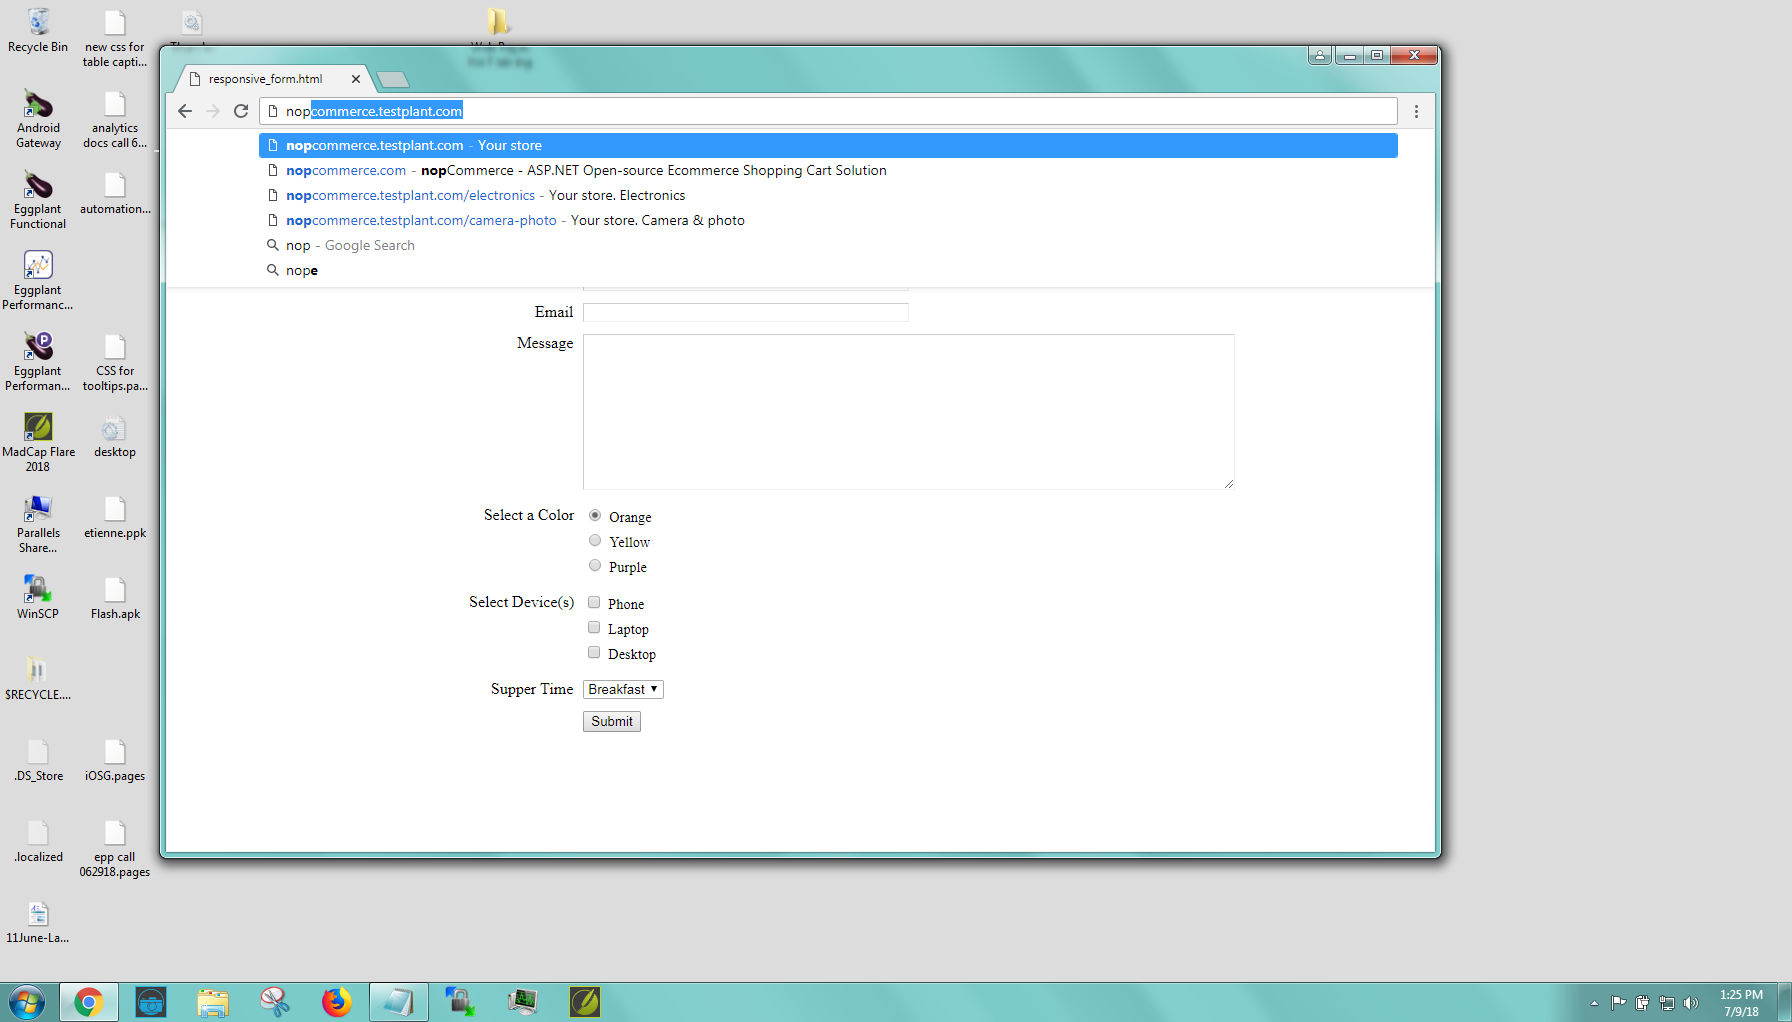 Recycle Bin
new css for
table capti...
responsive_form.html
nopcommerce.testplant.com
nopcommerce.testplant.com - Your store
nopcommerce.com - nopCommerce - ASP.NET Open-source Ecommerce Shopping Cart Solution
nopcommerce.testplant.com/electronics - Your store. Electronics
nopcommerce.testplant.com/camera-photo - Your store. Camera & photo
nop - Google Search
nope
Email
Message
Select a Color
Orange
Yellow
Purple
Select Device(s)
Phone
Laptop
Desktop
Supper Time
Breakfast
Submit
Android
Gateway
analytics
docs call 6...
Eggplant
Functional
automation...
Eggplant
Performanc...
Eggplant
Performan...
CSS for
tooltips.pa...
MadCap Flare
2018
desktop
Parallels
Share...
etienne.ppk
WinSCP
Flash.apk
$RECYCLE....
.DS_Store
iOSG.pages
.localized
epp call
062918.pages
11June-La...
1:25 PM
7/9/18